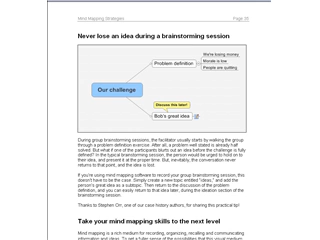 Mind Mapping Strategies Page 35
Never lose an idea during a brainstorming session
We're losing money
Problem definition
Morale is low
People are quitting
Our challenge
Discuss this later!
Bob's great idea
During group brainstorming sessions, the facilitator usually starts by walking the group
through a problem definition exercise. After all, a problem well stated is already half
solved. But what if one of the participants blurts out an idea before the challenge is fully
defined? In the typical brainstorming session, the person would be urged to hold on to
their idea, and present it at the proper time. But, inevitably, the conversation never
returns to that point, and the idea is lost.
If you're using mind mapping software to record your group brainstorming session, this
doesn't have to be the case. Simply create a new topic entitled "ideas," and add the
person's great idea as a subtopic. Then return to the discussion of the problem
definition, and you can easily return to that idea later, during the ideation section of the
brainstorming session.
Thanks to Stephen Orr, one of our case history authors, for sharing this practical tip!
Take your mind mapping skills to the next level
Mind mapping is a rich medium for recording, organizing, recalling and communicating